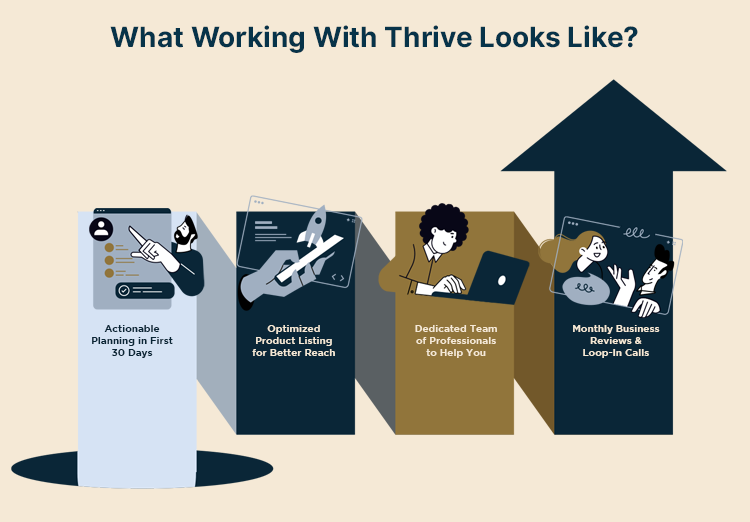 What Working With Thrive Looks Like?
Actionable
Planning in First
30 Days
Optimized
Product Listing
for Better Reach
Dedicated Team
of Professionals
to Help You
Monthly Business
Reviews &
Loop-In Calls